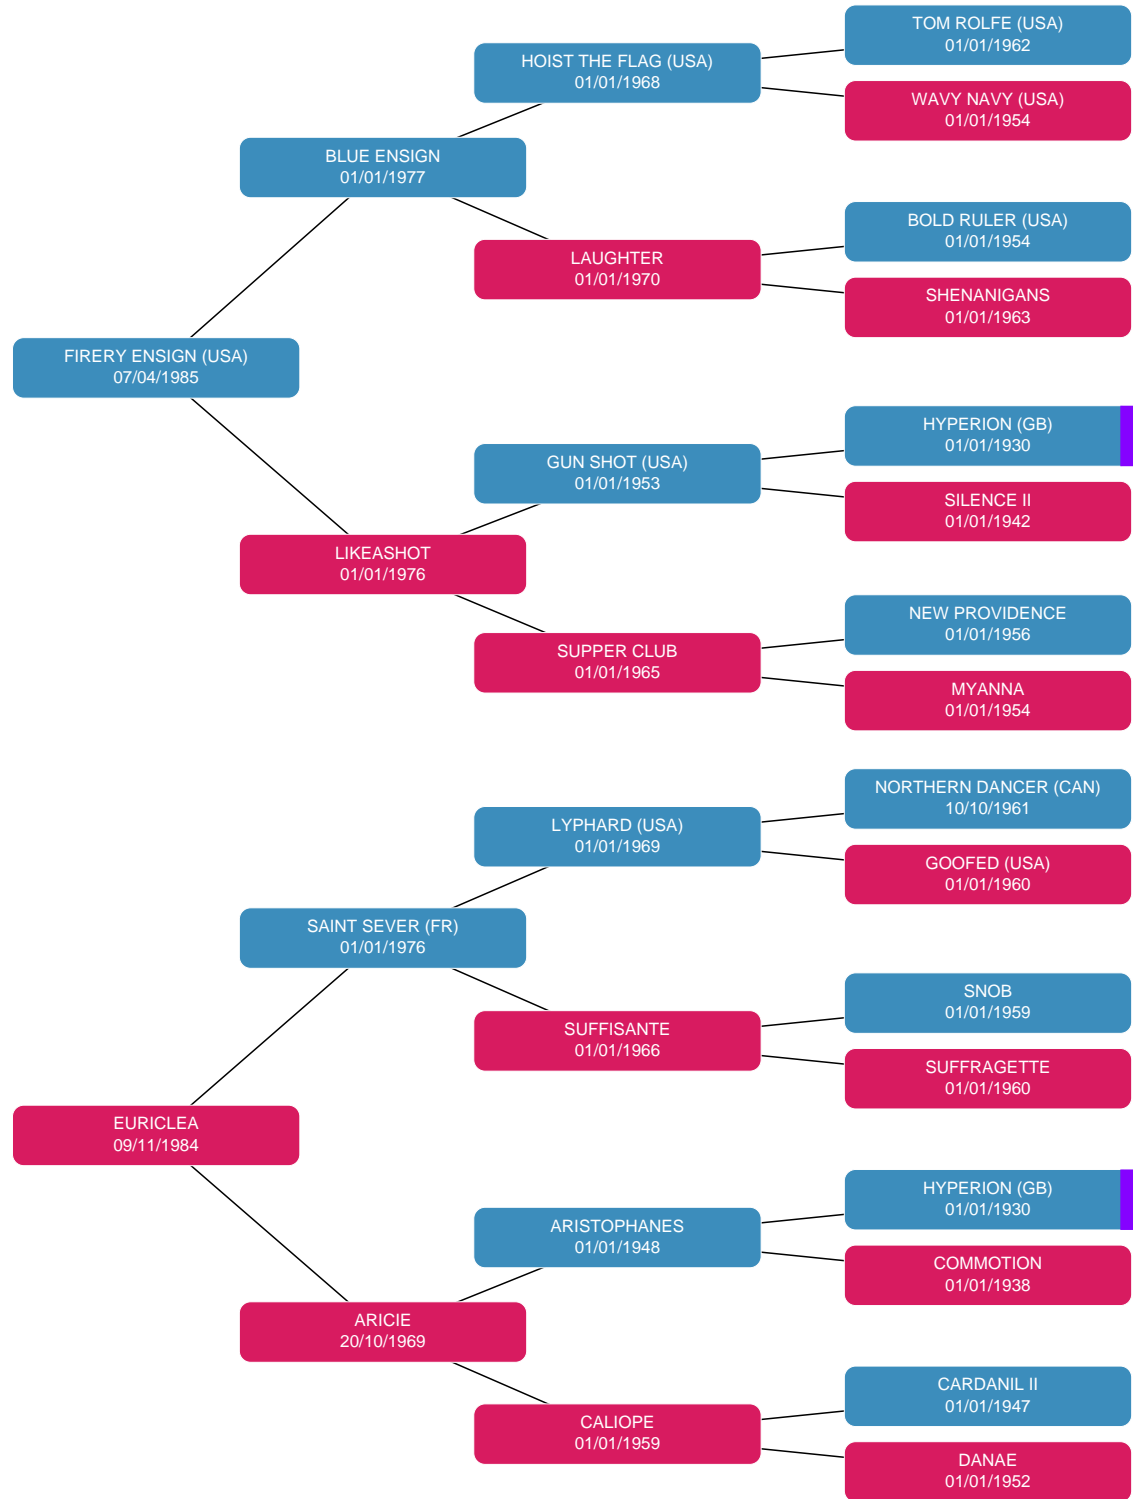 TOM ROLFE (USA)
01/01/1962
HOIST THE FLAG (USA)
01/01/1968
WAVY NAVY (USA)
01/01/1954
BLUE ENSIGN
01/01/1977
BOLD RULER (USA)
01/01/1954
LAUGHTER
01/01/1970
SHENANIGANS
01/01/1963
FIRERY ENSIGN (USA)
07/04/1985
HYPERION (GB)
01/01/1930
GUN SHOT (USA)
01/01/1953
SILENCE II
01/01/1942
LIKEASHOT
01/01/1976
NEW PROVIDENCE
01/01/1956
SUPPER CLUB
01/01/1965
MYANNA
01/01/1954
NORTHERN DANCER (CAN)
10/10/1961
LYPHARD (USA)
01/01/1969
GOOFED (USA)
01/01/1960
SAINT SEVER (FR)
01/01/1976
SNOB
01/01/1959
SUFFISANTE
01/01/1966
SUFFRAGETTE
01/01/1960
EURICLEA
09/11/1984
HYPERION (GB)
01/01/1930
ARISTOPHANES
01/01/1948
COMMOTION
01/01/1938
ARICIE
20/10/1969
CARDANIL II
01/01/1947
CALIOPE
01/01/1959
DANAE
01/01/1952